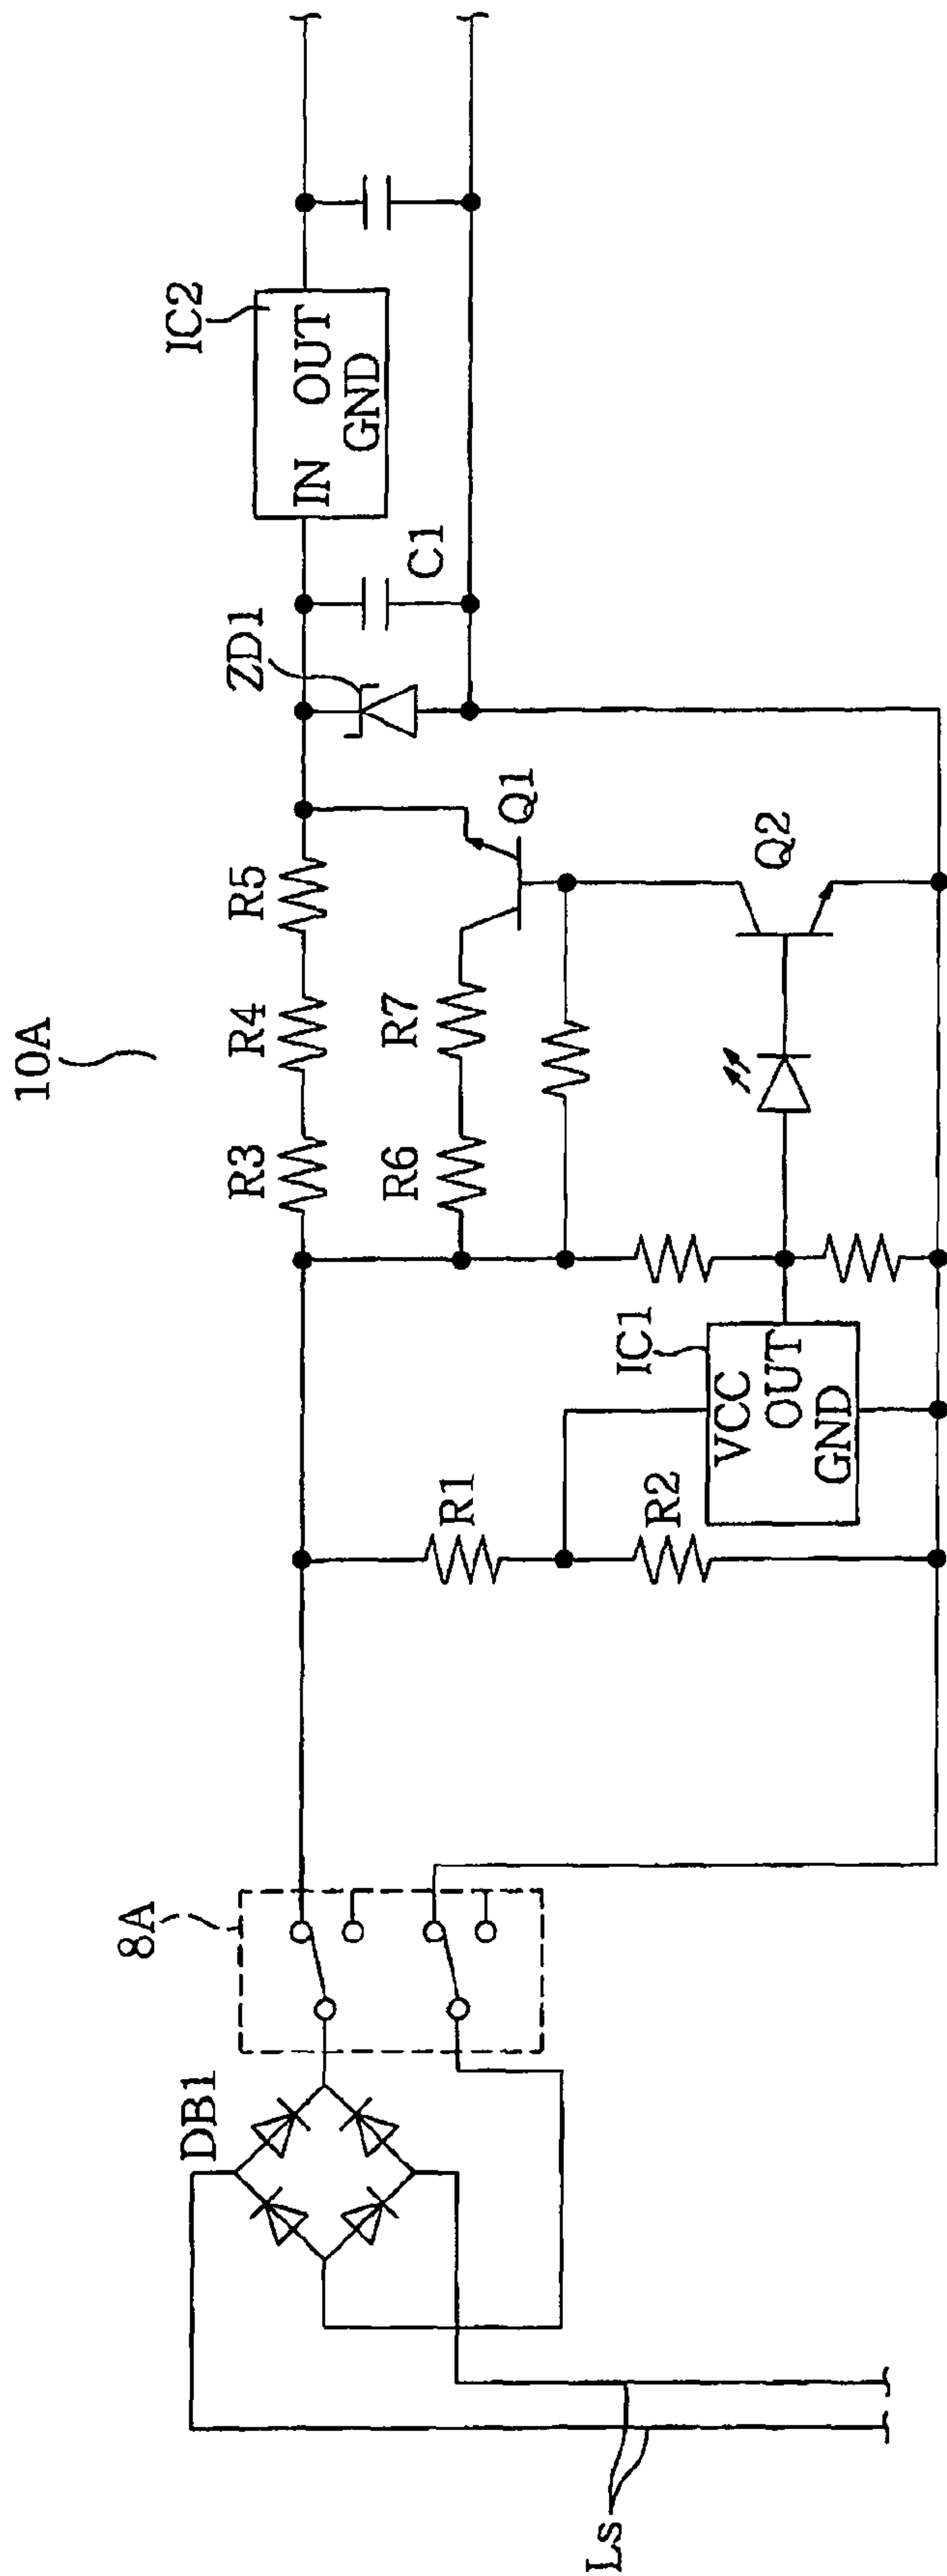 10A
IC2
IN OUT
GND
ZD1
C1
R3 R4 R5
R6 R7
Q1
Q2
IC1
VCC
OUT
GND
R1
R2
8A
DB1
Ls